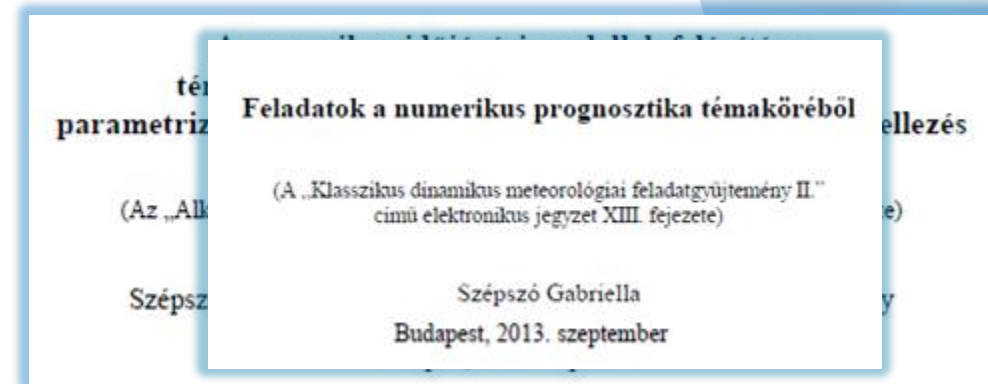 tér
parametriz
ellezés
(Az „Alk
e)
Szépsz
y
Feladatok a numerikus prognosztika témaköréből
(A „Klasszikus dinamikus meteorológiai feladatgyűjtemény II.”
című elektronikus jegyzet XIII. fejezete)
Szépszó Gabriella
Budapest, 2013. szeptember